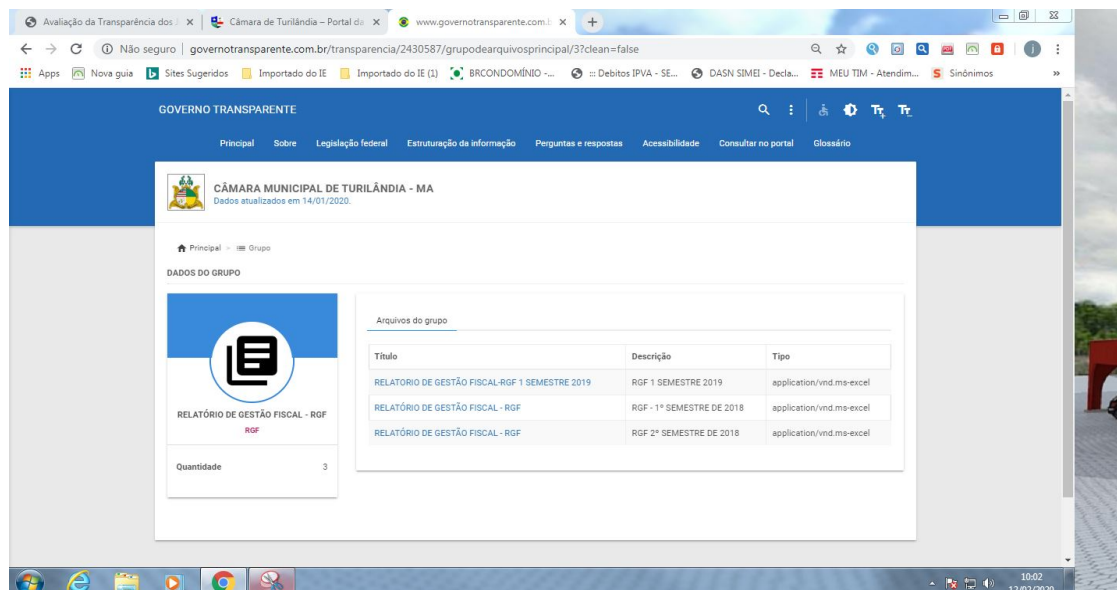 Avaliação da Transparência dos
Câmara de Turilândia – Portal da
www.governotransparente.com.b
Não seguro | governotransparente.com.br/transparencia/2430587/grupodearquivosprincipal/3?clean=false
Apps Nova guia Sites Sugeridos Importado do IE Importado do IE (1) BRCONDOMÍNIO -... ::: Debitos IPVA - SE... DASN SIMEI - Decla... MEU TIM - Atendim... Sinônimos »
GOVERNO TRANSPARENTE
Principal Sobre Legislação federal Estruturação da informação Perguntas e respostas Acessibilidade Consultar no portal Glossário
CÂMARA MUNICIPAL DE TURILÂNDIA - MA
Dados atualizados em 14/01/2020.
Principal > Grupo
DADOS DO GRUPO
RELATÓRIO DE GESTÃO FISCAL - RGF
RGF
Quantidade 3
Arquivos do grupo
Título Descrição Tipo
RELATORIO DE GESTÃO FISCAL-RGF 1 SEMESTRE 2019 RGF 1 SEMESTRE 2019 application/vnd.ms-excel
RELATÓRIO DE GESTÃO FISCAL - RGF RGF - 1º SEMESTRE DE 2018 application/vnd.ms-excel
RELATÓRIO DE GESTÃO FISCAL - RGF RGF 2º SEMESTRE DE 2018 application/vnd.ms-excel
10:02
12/02/2020